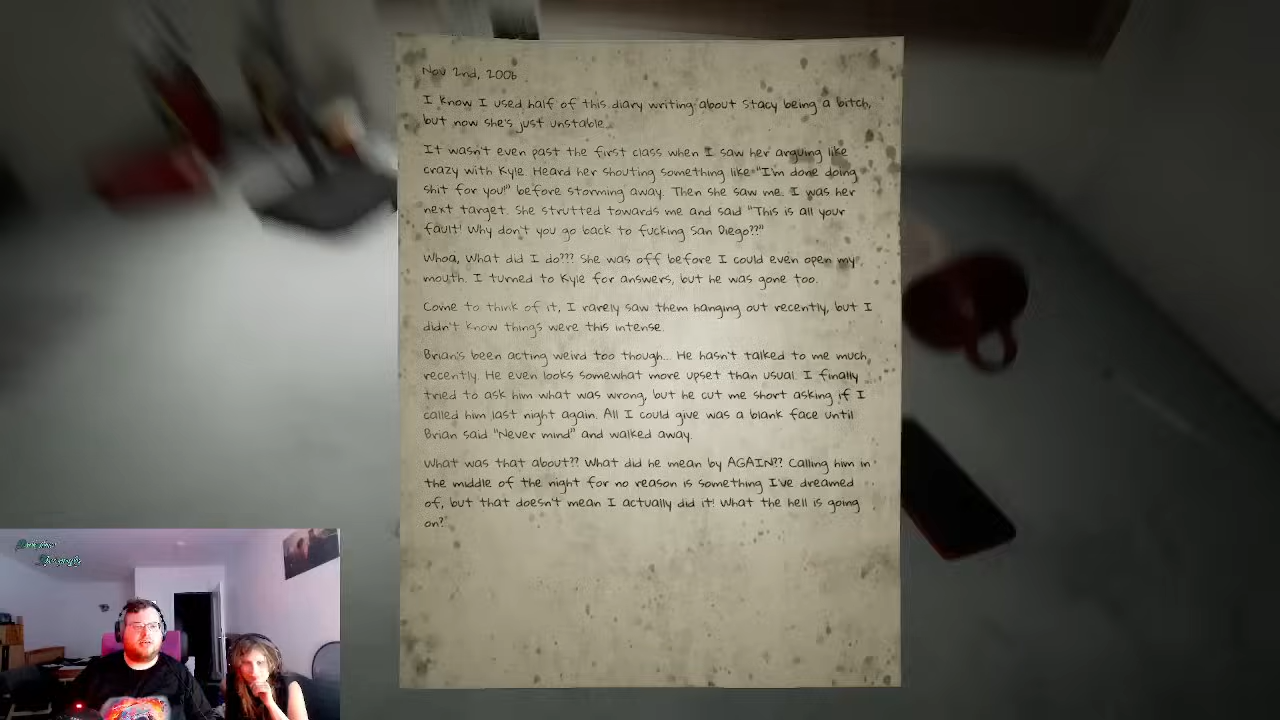 Nov 2nd, 2006
I know I used half of this diary writing about Stacy being a bitch,
but now she's just unstable...
It wasn't even past the first class when I saw her arguing like
crazy with Kyle. Heard her shouting something like "I'm done doing
shit for you!" before storming away. Then she saw me. I was her
next target. She strutted towards me and said "This is all your
fault! Why don't you go back to fucking San Diego??"
Whoa, What did I do??? She was off before I could even open my
mouth. I turned to Kyle for answers, but he was gone too.
Come to think of it, I rarely saw them hanging out recently, but I
didn't know things were this intense.
Brian's been acting weird too though... He hasn't talked to me much
recently. He even looks somewhat more upset than usual. I finally
tried to ask him what was wrong, but he cut me short asking if I
called him last night again. All I could give was a blank face until
Brian said "Never mind" and walked away.
What was that about?? What did he mean by AGAIN?? Calling him in
the middle of the night for no reason is something I've dreamed
of, but that doesn't mean I actually did it! What the hell is going
on?